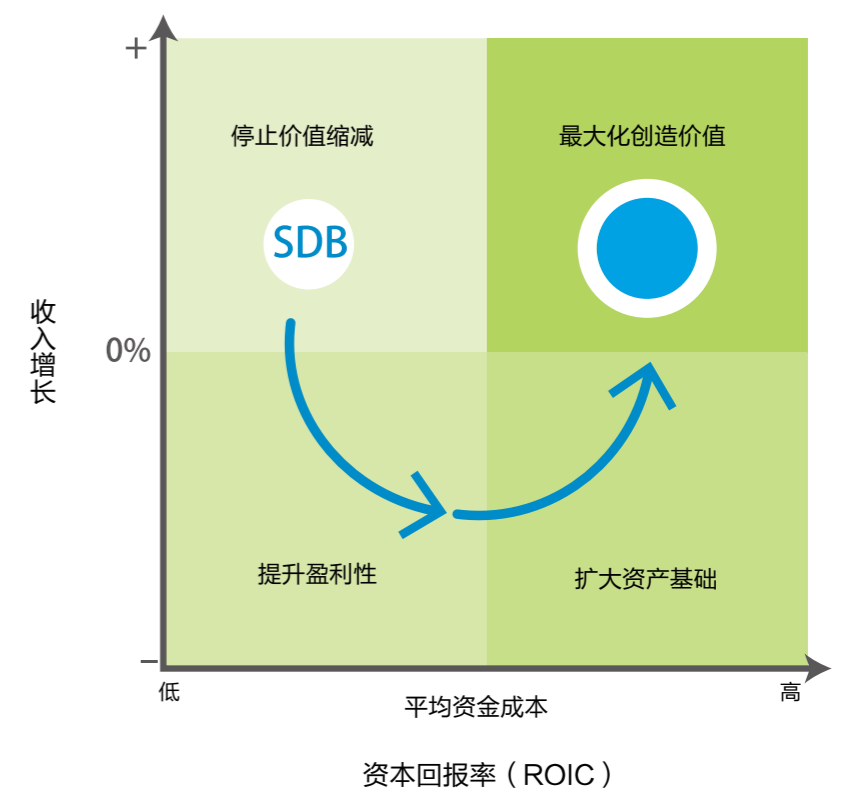 +
停止价值缩减
最大化创造价值
SDB
收入增长
0%
提升盈利性
扩大资产基础
−
低
平均资金成本
高
资本回报率（ROIC）